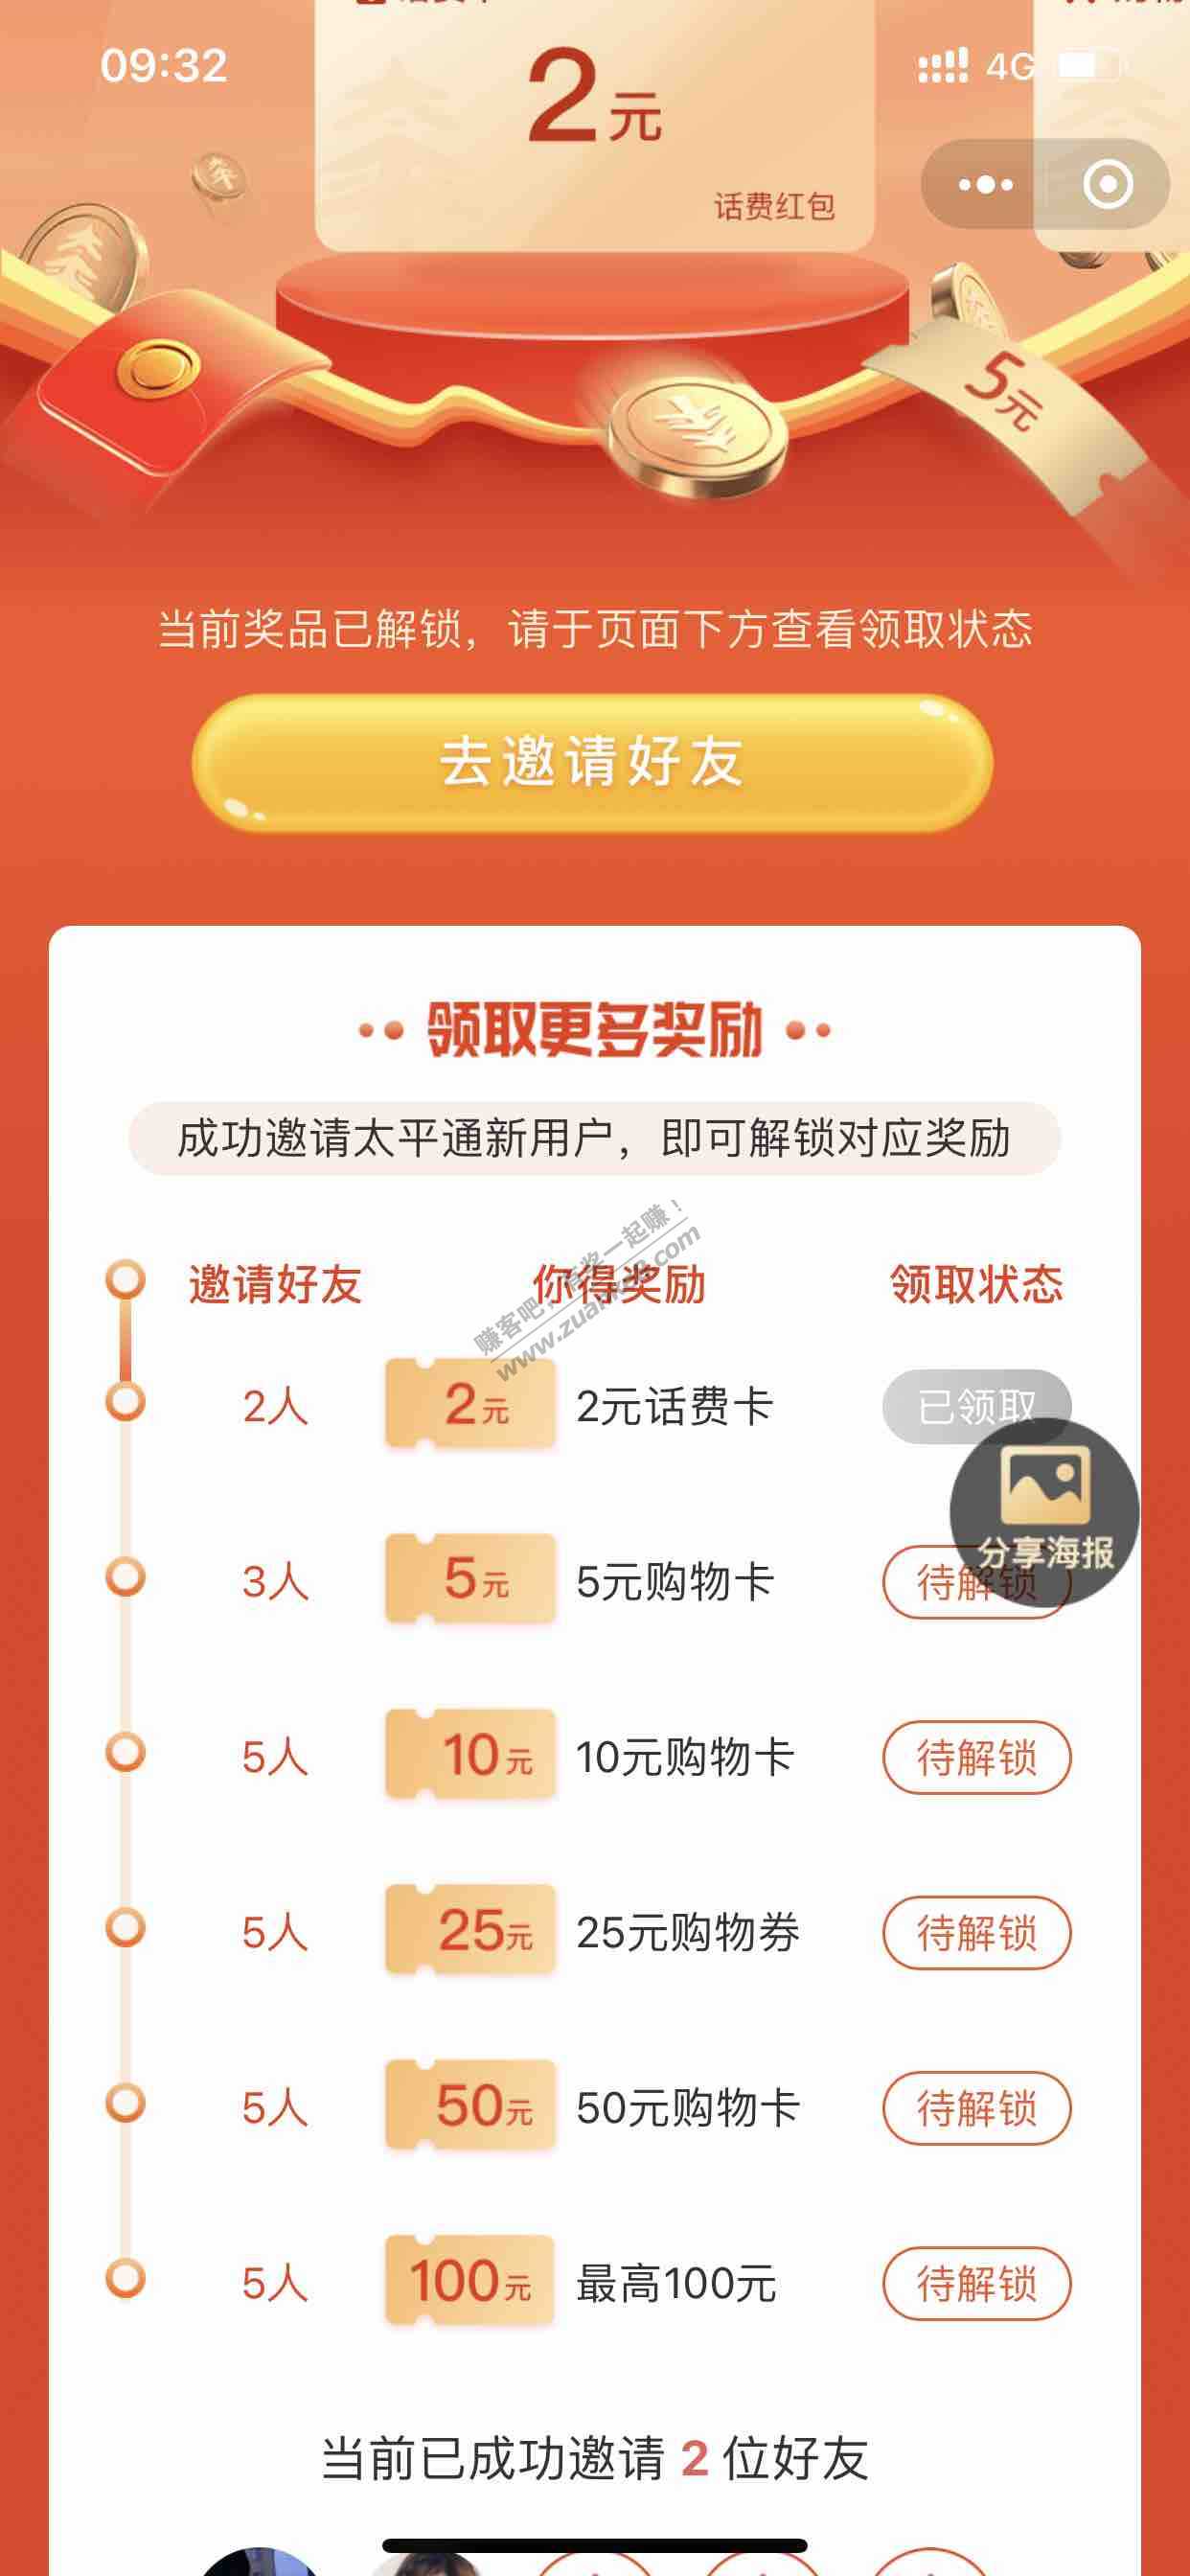 09:32
4G
2元
话费红包
5元
当前奖品已解锁，请于页面下方查看领取状态
去邀请好友
领取更多奖励
成功邀请太平通新用户，即可解锁对应奖励
邀请好友 你得奖励 领取状态
赚客吧，有奖一起赚！
www.zuanke8.com
2人 2元 2元话费卡 已领取
分享海报
3人 5元 5元购物卡 待解锁
5人 10元 10元购物卡 待解锁
5人 25元 25元购物券 待解锁
5人 50元 50元购物卡 待解锁
5人 100元 最高100元 待解锁
当前已成功邀请 2 位好友